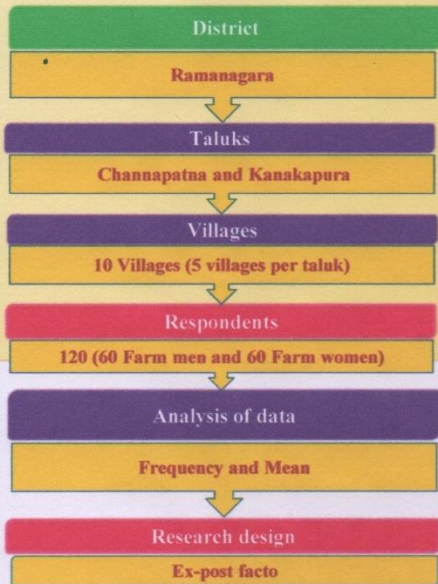 District
Ramanagara
Taluks
Channapatna and Kanakapura
Villages
10 Villages (5 villages per taluk)
Respondents
120 (60 Farm men and 60 Farm women)
Analysis of data
Frequency and Mean
Research design
Ex-post facto